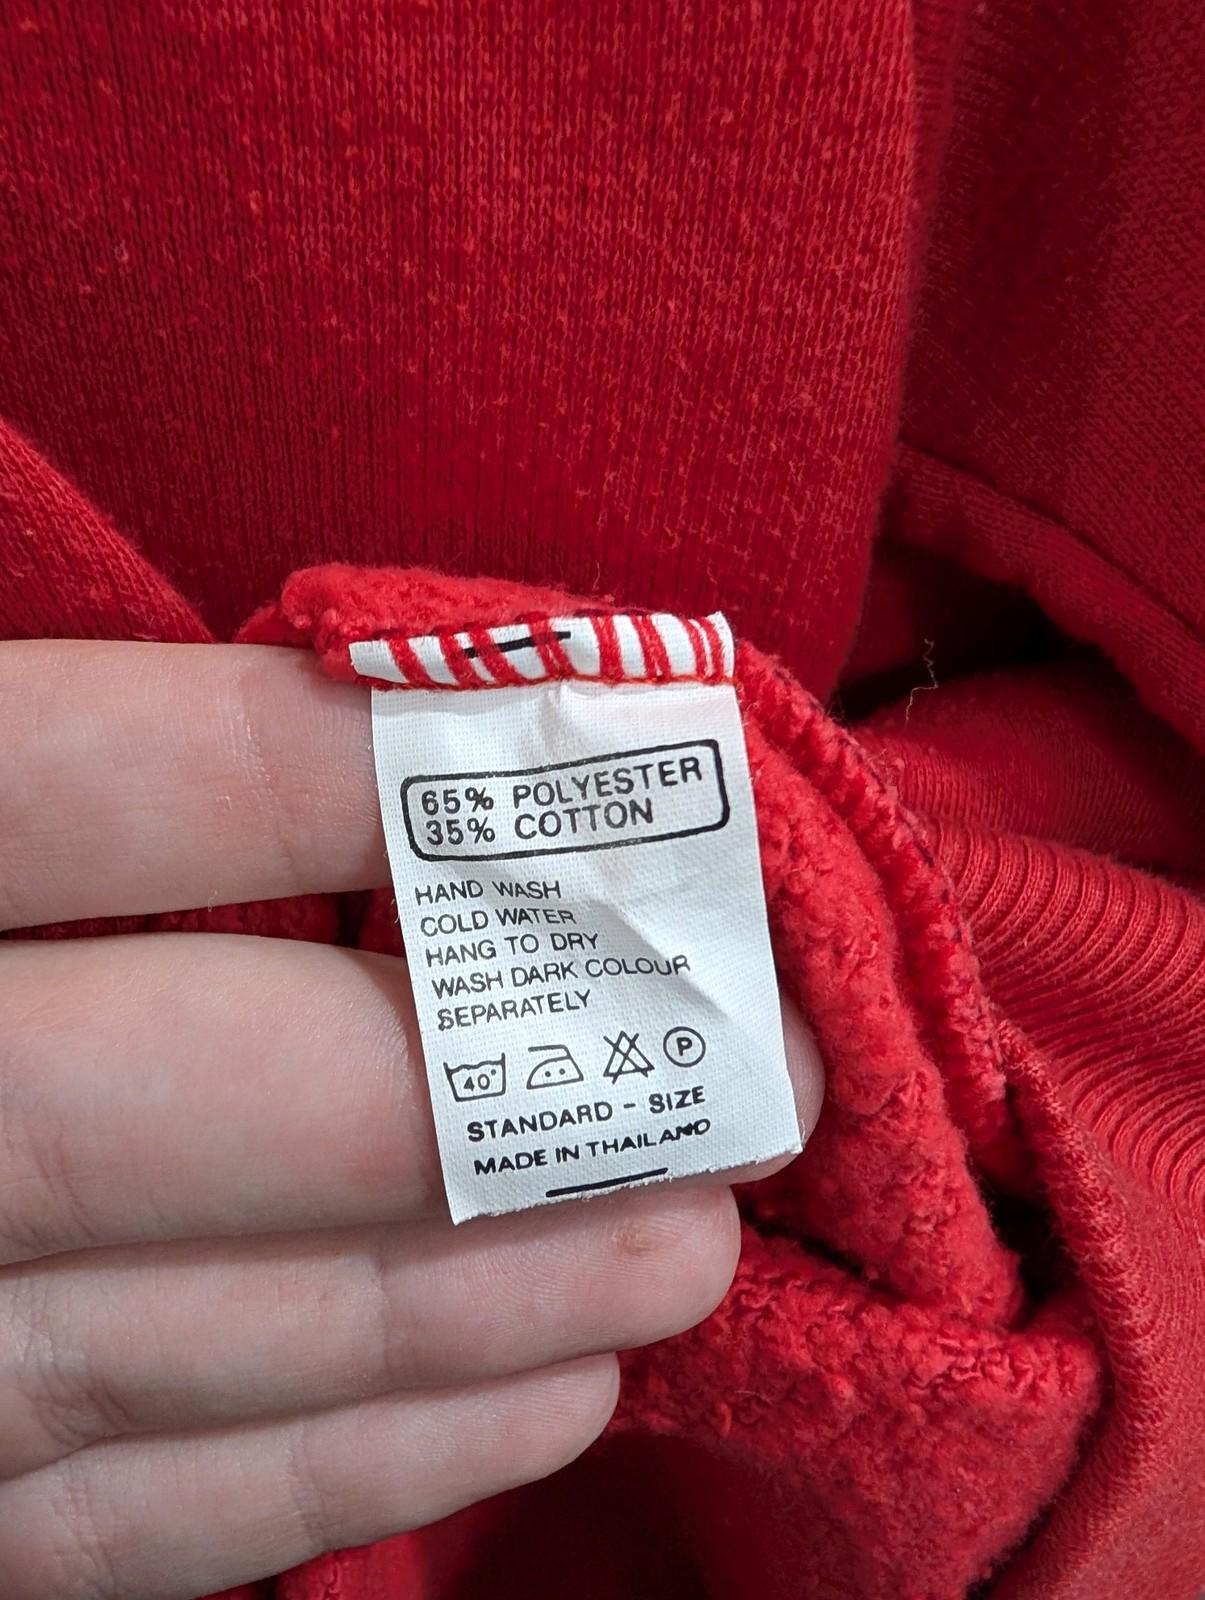 65% POLYESTER
35% COTTON
HAND WASH
COLD WATER
HANG TO DRY
WASH DARK COLOUR
SEPARATELY
40° P
STANDARD - SIZE
MADE IN THAILAND